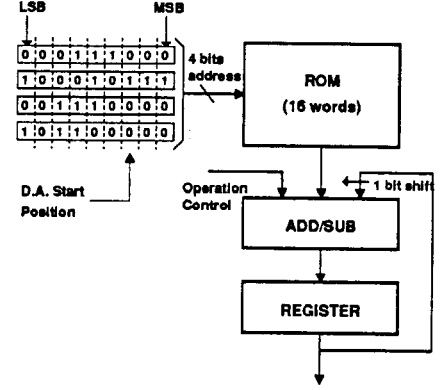 LSB MSB
0 0 0 1 1 1 0 0 0
1 0 0 0 1 0 1 1 1
0 0 1 1 1 0 0 0 0
1 0 1 1 0 0 0 0 0
4 bits
address
ROM
(16 words)
D.A. Start
Position
Operation
Control
1 bit shift
ADD/SUB
REGISTER